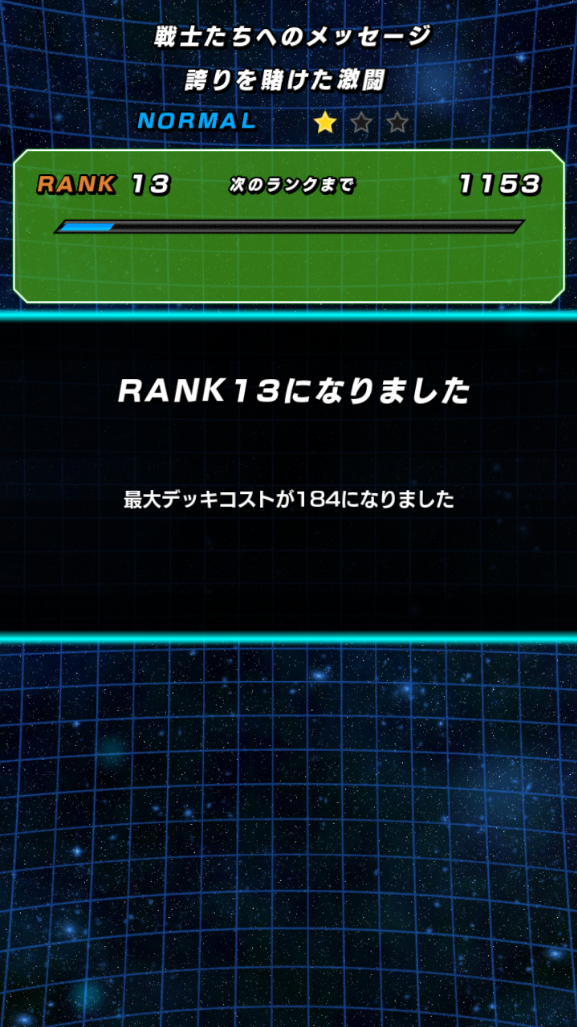 戦士たちへのメッセージ
誇りを賭けた激闘
NORMAL
RANK 13 次のランクまで 1153
RANK13になりました
最大デッキコストが184になりました